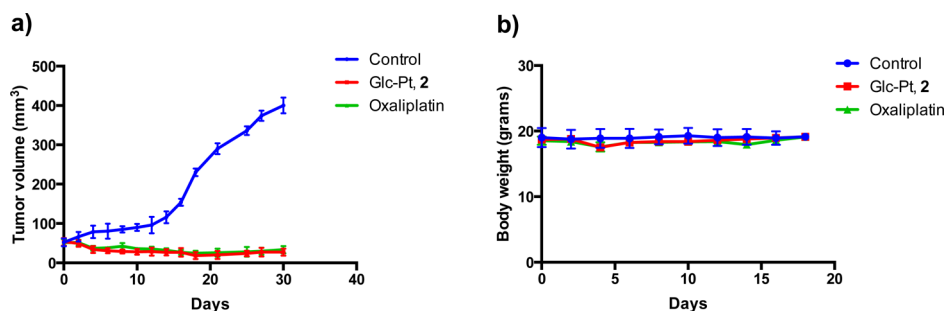 a)
Control
Glc-Pt, 2
Oxaliplatin
Tumor volume (mm³)
500
400
300
200
100
0
0 10 20 30 40
Days
b)
Control
Glc-Pt, 2
Oxaliplatin
Body weight (grams)
30
20
10
0
0 5 10 15 20
Days